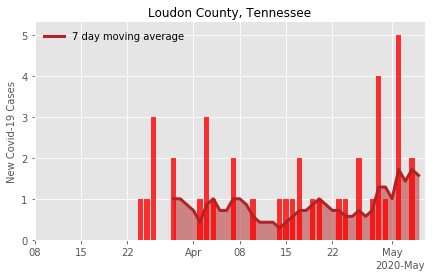 Loudon County, Tennessee
7 day moving average
New Covid-19 Cases
5
4
3
2
1
0
08 15 22 Apr 08 15 22 May
2020-May